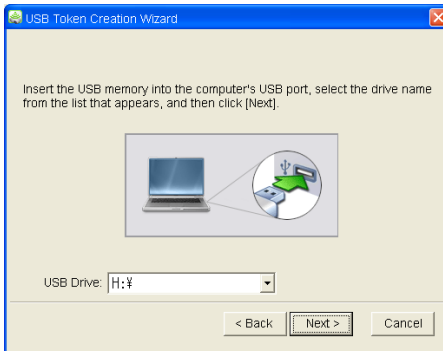 USB Token Creation Wizard
Insert the USB memory into the computer's USB port, select the drive name
from the list that appears, and then click [Next].
USB Drive: H:¥
< Back Next > Cancel